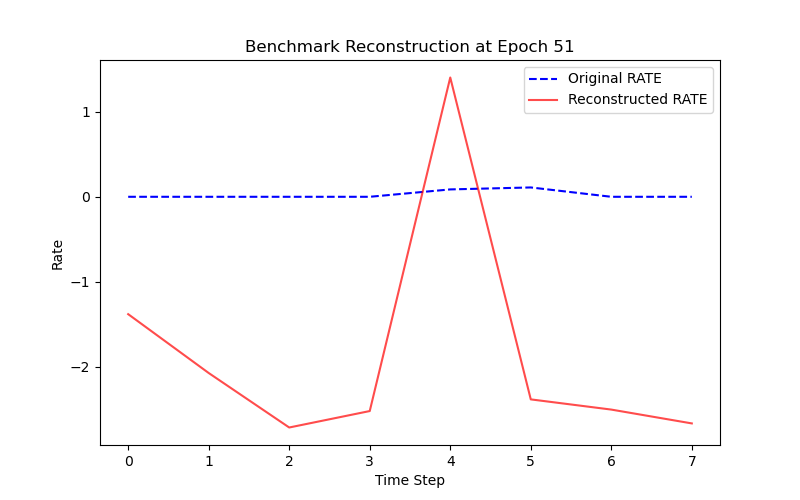 Benchmark Reconstruction at Epoch 51
Original RATE
Reconstructed RATE
1
0
−1
−2
Rate
0 1 2 3 4 5 6 7
Time Step